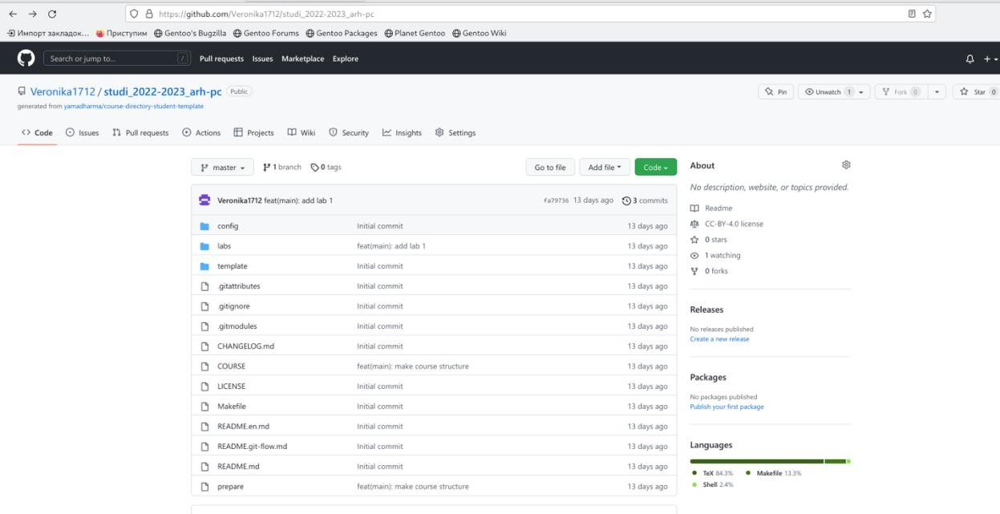 https://github.com/Veronika1712/studi_2022-2023_arh-pc
Импорт закладок... Приступим Gentoo's Bugzilla Gentoo Forums Gentoo Packages Planet Gentoo Gentoo Wiki
Search or jump to... / Pull requests Issues Marketplace Explore
Veronika1712 / studi_2022-2023_arh-pc Public Pin Unwatch 1 Fork 0 Star 0
generated from yamadharma/course-directory-student-template
Code Issues Pull requests Actions Projects Wiki Security Insights Settings
master 1 branch 0 tags Go to file Add file Code
Veronika1712 feat(main): add lab 1 fa79736 13 days ago 3 commits
config Initial commit 13 days ago
labs feat(main): add lab 1 13 days ago
template Initial commit 13 days ago
.gitattributes Initial commit 13 days ago
.gitignore Initial commit 13 days ago
.gitmodules Initial commit 13 days ago
CHANGELOG.md Initial commit 13 days ago
COURSE feat(main): make course structure 13 days ago
LICENSE Initial commit 13 days ago
Makefile Initial commit 13 days ago
README.en.md Initial commit 13 days ago
README.git-flow.md Initial commit 13 days ago
README.md Initial commit 13 days ago
prepare feat(main): make course structure 13 days ago
About
No description, website, or topics provided.
Readme
CC-BY-4.0 license
0 stars
1 watching
0 forks
Releases
No releases published
Create a new release
Packages
No packages published
Publish your first package
Languages
TeX 84.3% Makefile 13.3%
Shell 2.4%